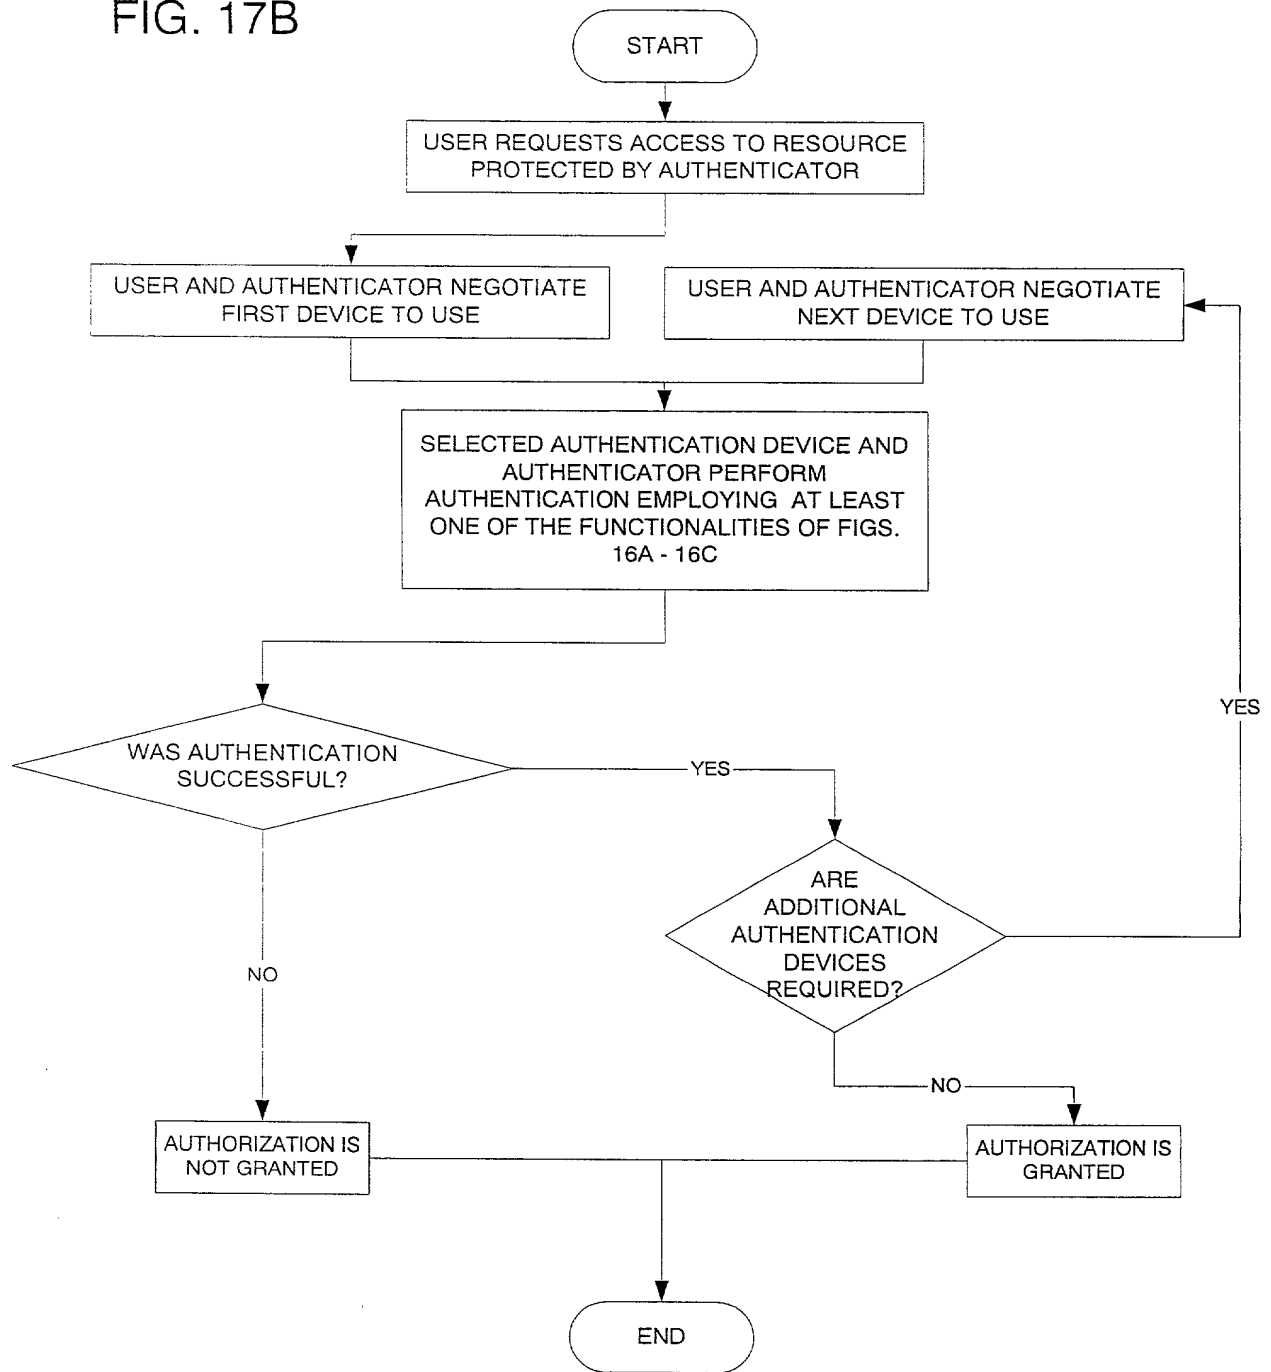 FIG. 17B
START
USER REQUESTS ACCESS TO RESOURCE
PROTECTED BY AUTHENTICATOR
USER AND AUTHENTICATOR NEGOTIATE
FIRST DEVICE TO USE
USER AND AUTHENTICATOR NEGOTIATE
NEXT DEVICE TO USE
SELECTED AUTHENTICATION DEVICE AND
AUTHENTICATOR PERFORM
AUTHENTICATION EMPLOYING AT LEAST
ONE OF THE FUNCTIONALITIES OF FIGS.
16A - 16C
YES
WAS AUTHENTICATION
SUCCESSFUL?
YES
ARE
ADDITIONAL
AUTHENTICATION
DEVICES
REQUIRED?
NO
NO
AUTHORIZATION IS
NOT GRANTED
AUTHORIZATION IS
GRANTED
END